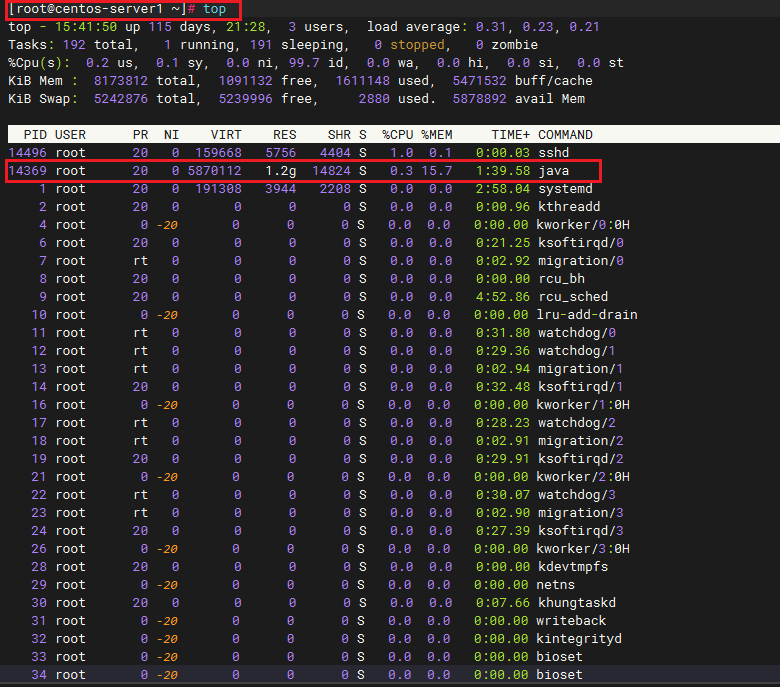 [root@centos-server1 ~]# top
top - 15:41:50 up 115 days, 21:28,  3 users,  load average: 0.31, 0.23, 0.21
Tasks: 192 total,   1 running, 191 sleeping,   0 stopped,   0 zombie
%Cpu(s):  0.2 us,  0.1 sy,  0.0 ni, 99.7 id,  0.0 wa,  0.0 hi,  0.0 si,  0.0 st
KiB Mem :  8173812 total,  1091132 free,  1611148 used,  5471532 buff/cache
KiB Swap:  5242876 total,  5239996 free,     2880 used.  5878892 avail Mem
PID USER      PR  NI    VIRT    RES    SHR S  %CPU %MEM     TIME+ COMMAND
14496 root      20   0  159668   5756   4404 S   1.0  0.1   0:00.03 sshd
14369 root      20   0 5870112   1.2g  14824 S   0.3 15.7   1:39.58 java
1 root      20   0  191308   3944   2208 S   0.0  0.0   2:58.04 systemd
2 root      20   0       0      0      0 S   0.0  0.0   0:00.96 kthreadd
4 root       0 -20       0      0      0 S   0.0  0.0   0:00.00 kworker/0:0H
6 root      20   0       0      0      0 S   0.0  0.0   0:21.25 ksoftirqd/0
7 root      rt   0       0      0      0 S   0.0  0.0   0:02.92 migration/0
8 root      20   0       0      0      0 S   0.0  0.0   0:00.00 rcu_bh
9 root      20   0       0      0      0 S   0.0  0.0   4:52.86 rcu_sched
10 root       0 -20       0      0      0 S   0.0  0.0   0:00.00 lru-add-drain
11 root      rt   0       0      0      0 S   0.0  0.0   0:31.80 watchdog/0
12 root      rt   0       0      0      0 S   0.0  0.0   0:29.36 watchdog/1
13 root      rt   0       0      0      0 S   0.0  0.0   0:02.94 migration/1
14 root      20   0       0      0      0 S   0.0  0.0   0:32.48 ksoftirqd/1
16 root       0 -20       0      0      0 S   0.0  0.0   0:00.00 kworker/1:0H
17 root      rt   0       0      0      0 S   0.0  0.0   0:28.23 watchdog/2
18 root      rt   0       0      0      0 S   0.0  0.0   0:02.91 migration/2
19 root      20   0       0      0      0 S   0.0  0.0   0:29.91 ksoftirqd/2
21 root       0 -20       0      0      0 S   0.0  0.0   0:00.00 kworker/2:0H
22 root      rt   0       0      0      0 S   0.0  0.0   0:30.07 watchdog/3
23 root      rt   0       0      0      0 S   0.0  0.0   0:02.90 migration/3
24 root      20   0       0      0      0 S   0.0  0.0   0:27.39 ksoftirqd/3
26 root       0 -20       0      0      0 S   0.0  0.0   0:00.00 kworker/3:0H
28 root      20   0       0      0      0 S   0.0  0.0   0:00.00 kdevtmpfs
29 root       0 -20       0      0      0 S   0.0  0.0   0:00.00 netns
30 root      20   0       0      0      0 S   0.0  0.0   0:07.66 khungtaskd
31 root       0 -20       0      0      0 S   0.0  0.0   0:00.00 writeback
32 root       0 -20       0      0      0 S   0.0  0.0   0:00.00 kintegrityd
33 root       0 -20       0      0      0 S   0.0  0.0   0:00.00 bioset
34 root       0 -20       0      0      0 S   0.0  0.0   0:00.00 bioset